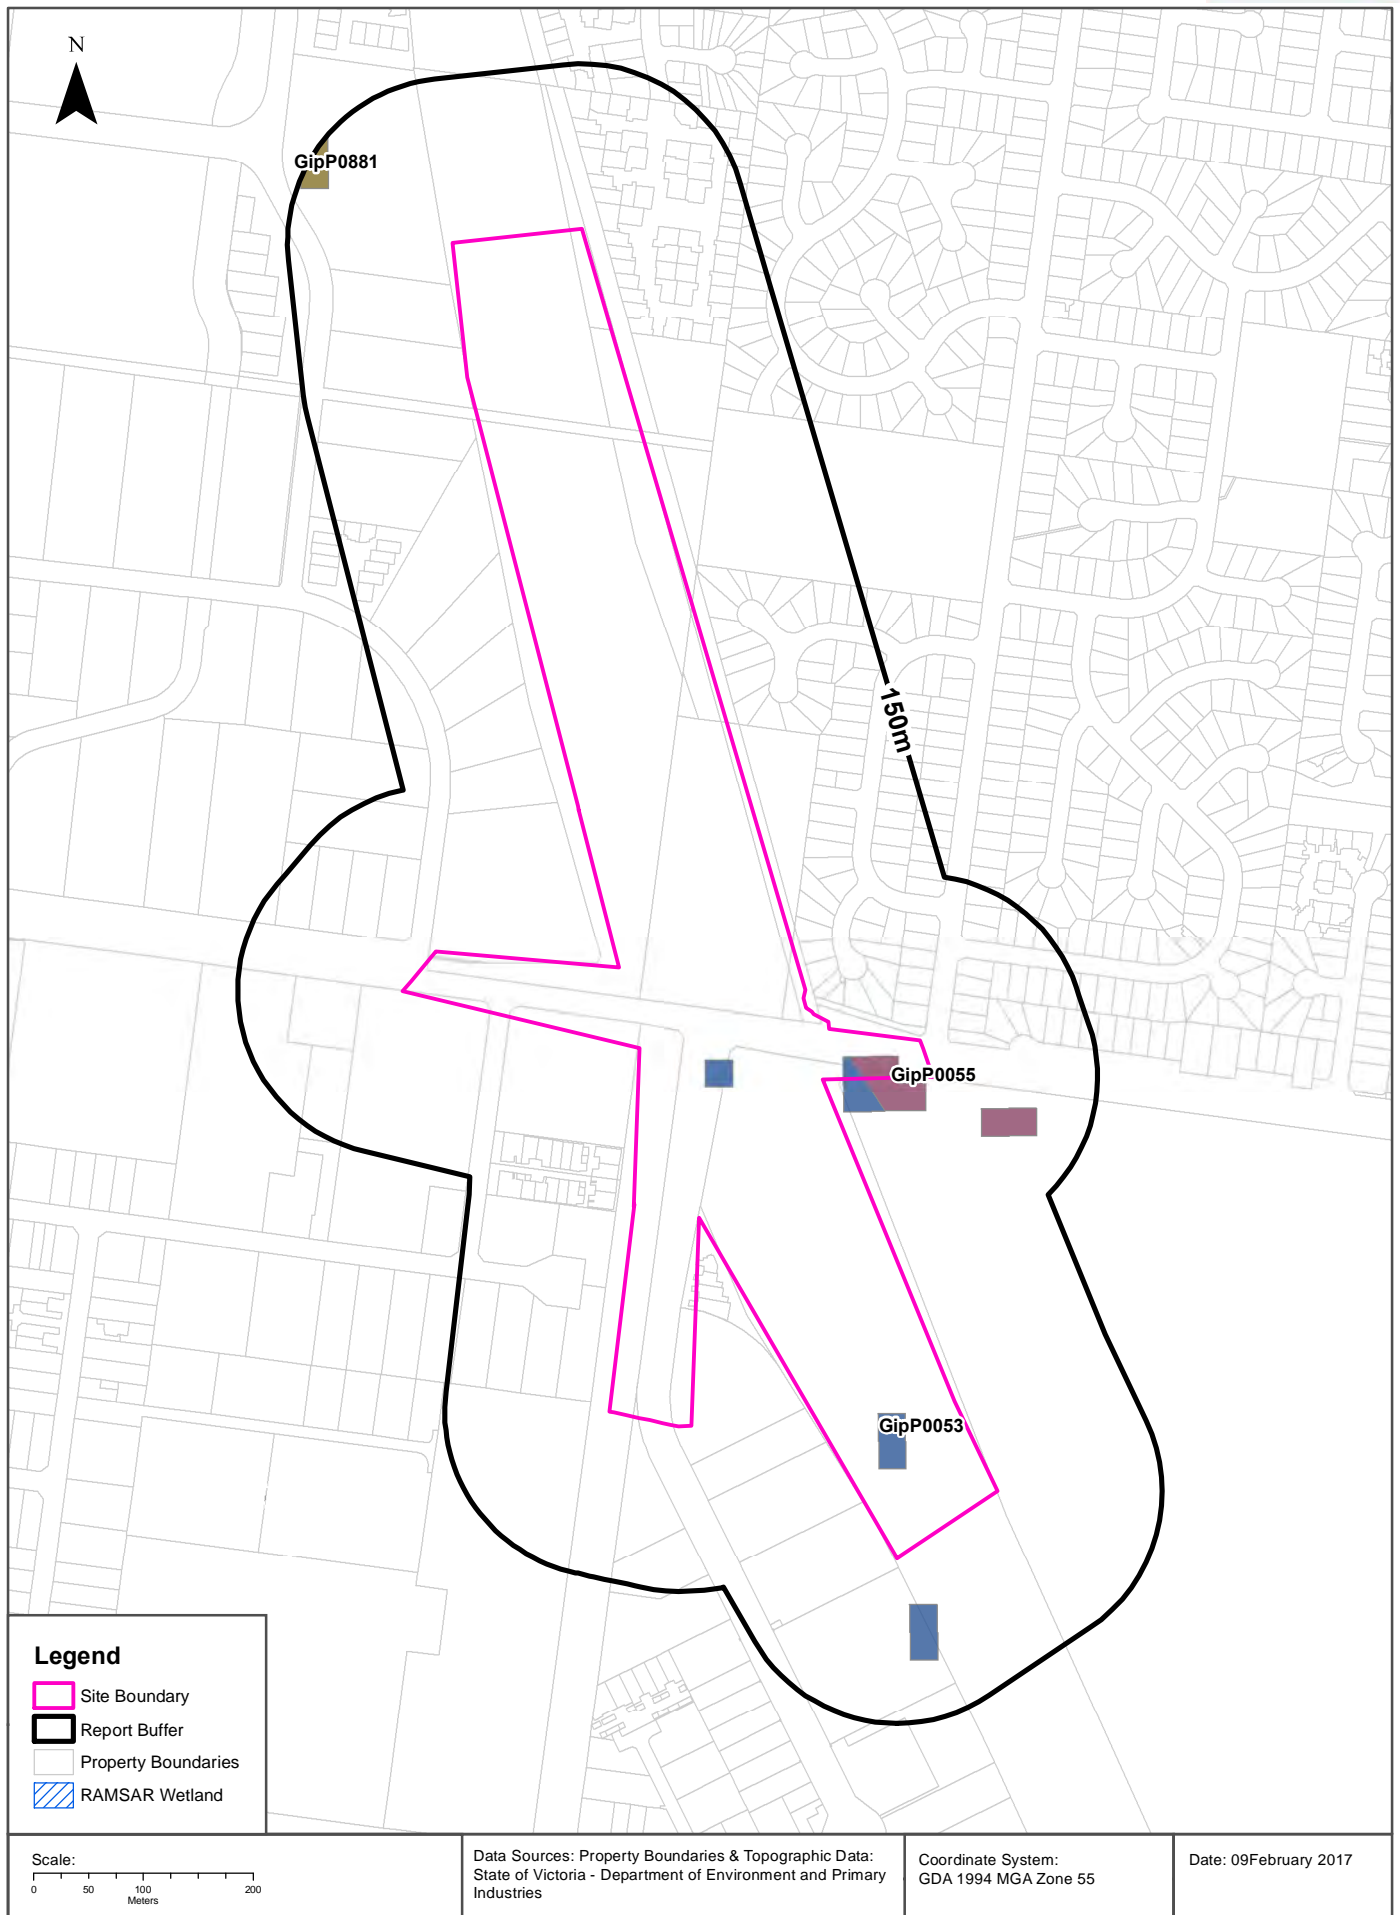 N
GipP0881
150m
GipP0055
GipP0053
Legend
Site Boundary
Report Buffer
Property Boundaries
RAMSAR Wetland
Scale:
0 50 100 200
Meters
Data Sources: Property Boundaries & Topographic Data:
State of Victoria - Department of Environment and Primary
Industries
Coordinate System:
GDA 1994 MGA Zone 55
Date: 09February 2017